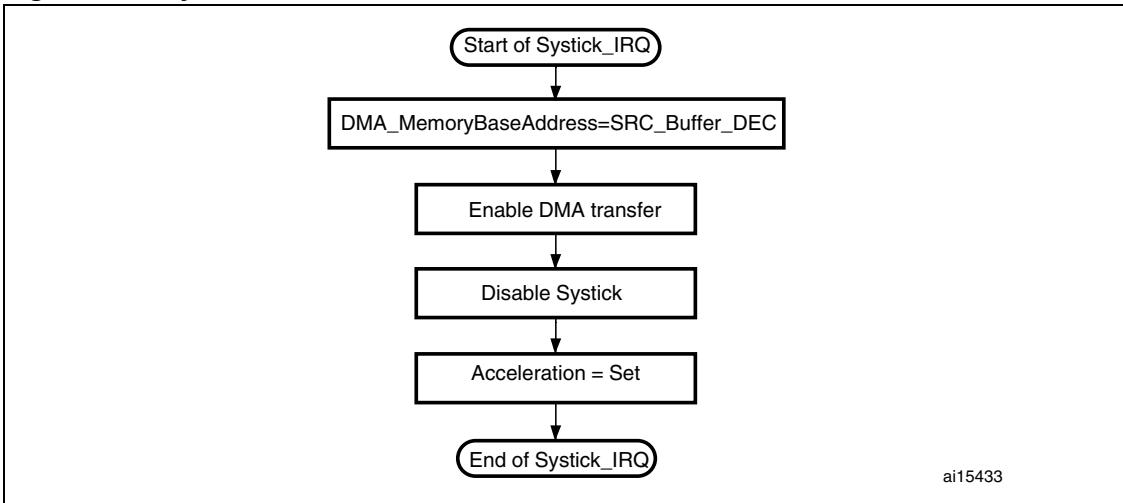 Start of Systick_IRQ
DMA_MemoryBaseAddress=SRC_Buffer_DEC
Enable DMA transfer
Disable Systick
Acceleration = Set
End of Systick_IRQ
ai15433